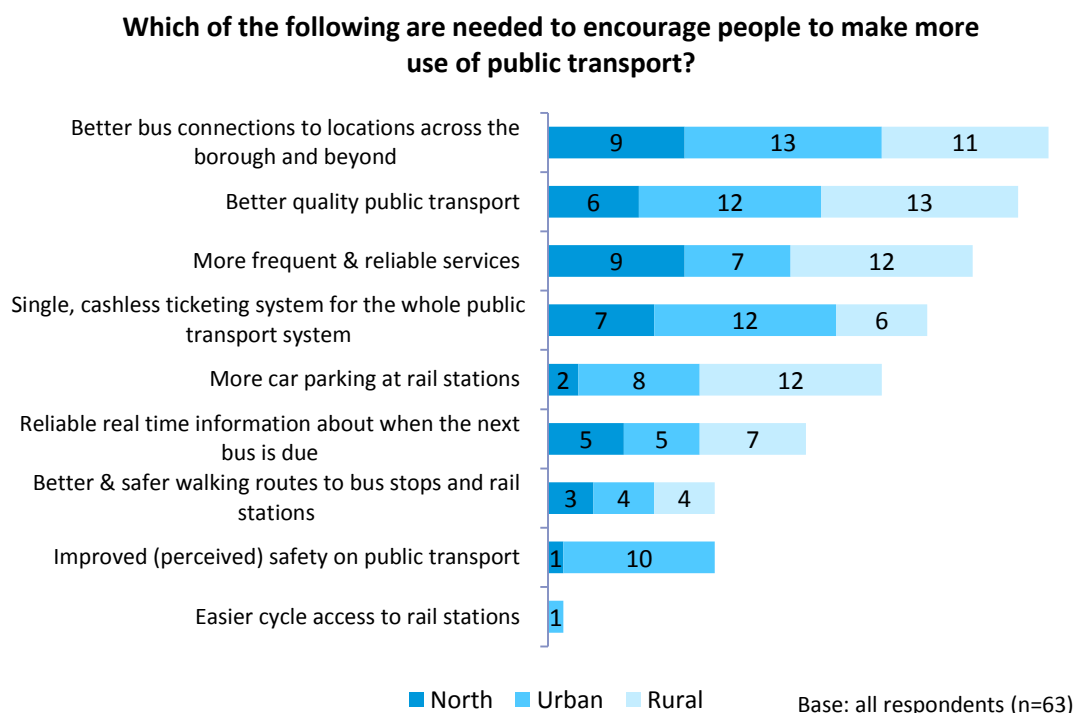 Which of the following are needed to encourage people to make more
use of public transport?
Better bus connections to locations across the
borough and beyond
9 13 11
Better quality public transport
6 12 13
More frequent & reliable services
9 7 12
Single, cashless ticketing system for the whole public
transport system
7 12 6
More car parking at rail stations
2 8 12
Reliable real time information about when the next
bus is due
5 5 7
Better & safer walking routes to bus stops and rail
stations
3 4 4
Improved (perceived) safety on public transport
1 10
Easier cycle access to rail stations
1
North Urban Rural
Base: all respondents (n=63)